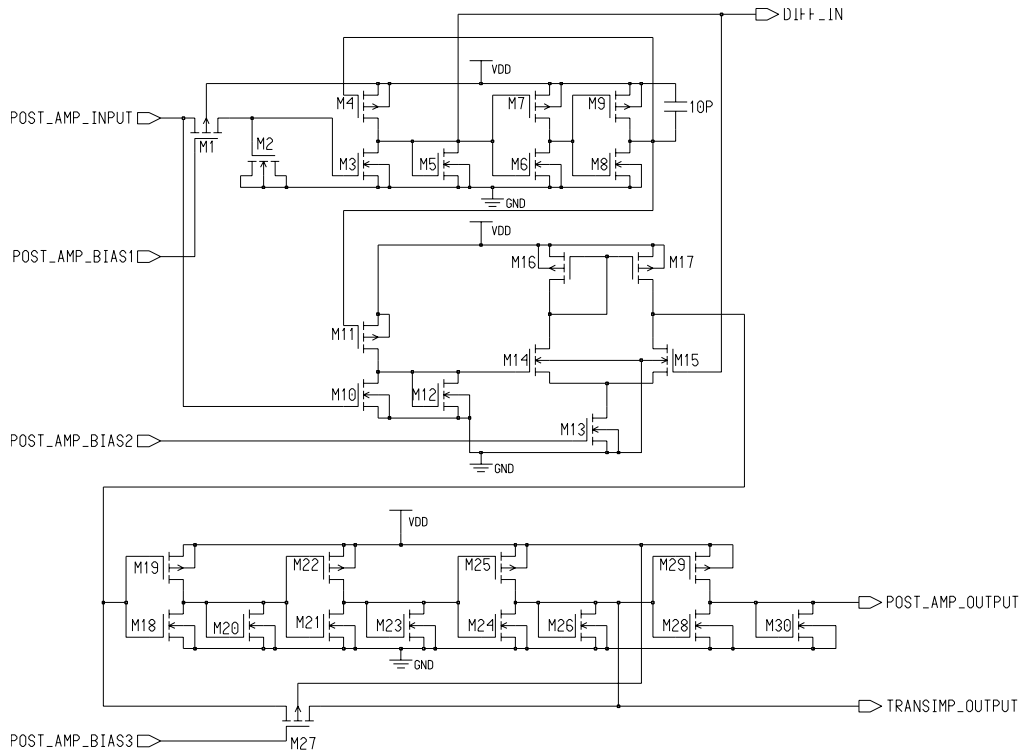 DIFF_IN
VDD
M4
M7
M9
10P
POST_AMP_INPUT
M1
M2
M3
M5
M6
M8
GND
VDD
POST_AMP_BIAS1
M16
M17
M11
M14
M15
M10
M12
M13
POST_AMP_BIAS2
GND
VDD
M19
M22
M25
M29
POST_AMP_OUTPUT
M18
M20
M21
M23
M24
M26
M28
M30
GND
TRANSIMP_OUTPUT
POST_AMP_BIAS3
M27